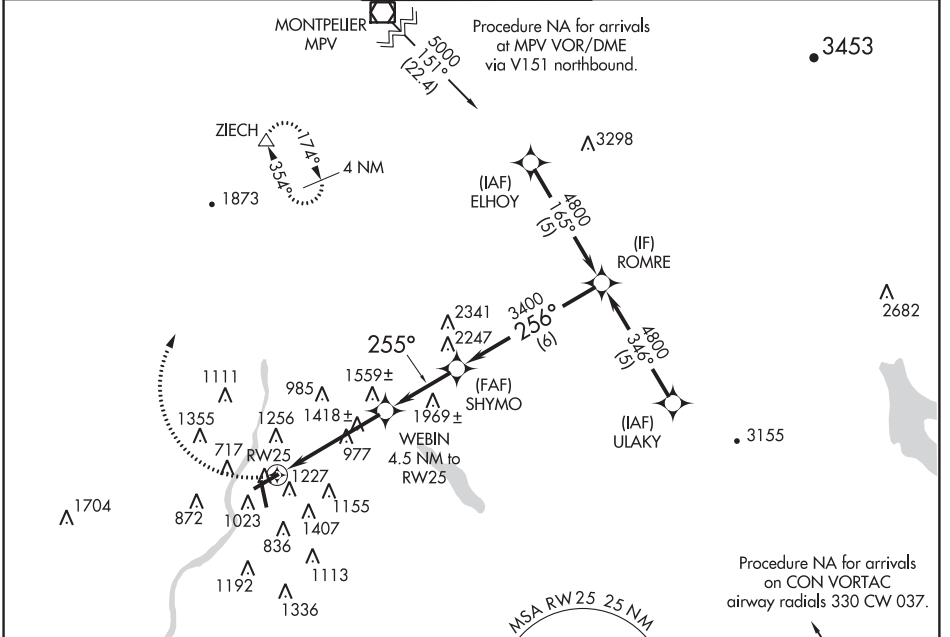 MONTPELIER
MPV
5000
151°
(22.4)
Procedure NA for arrivals
at MPV VOR/DME
via V151 northbound.
3453
ZIECH
174°
354°
4 NM
1873
3298
(IAF)
ELHOY
4800
165°
(5)
(IF)
ROMRE
2682
3400
256°
(6)
4800
346°
(5)
2341
2247
255°
(FAF)
SHYMO
(IAF)
ULAKY
3155
1111
985
1559±
1969±
1355
1256
1418±
977
WEBIN
4.5 NM to
RW25
717
RW25
1227
1155
1704
872
1023
1407
836
1113
1192
1336
MSA RW25 25 NM
Procedure NA for arrivals
on CON VORTAC
airway radials 330 CW 037.